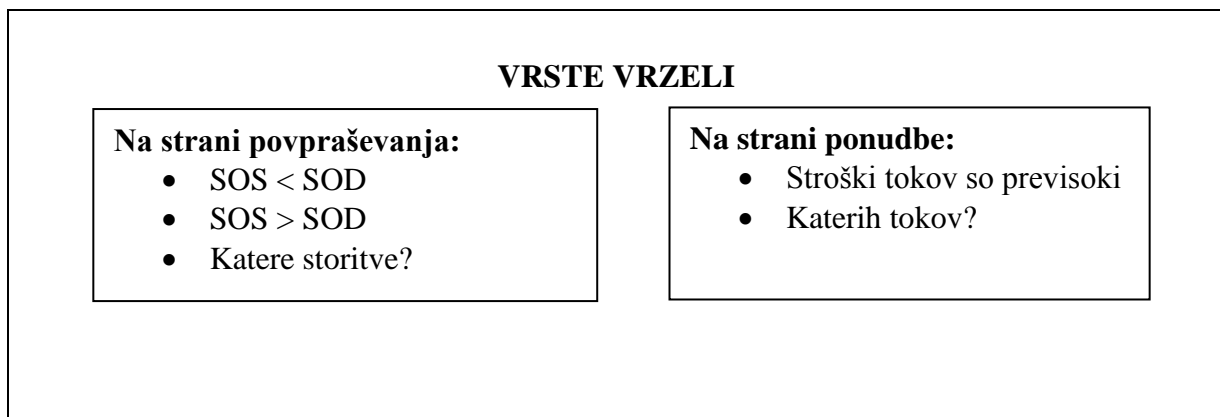 VRSTE VRZELI
Na strani povpraševanja:
• SOS < SOD
• SOS > SOD
• Katere storitve?
Na strani ponudbe:
• Stroški tokov so previsoki
• Katerih tokov?